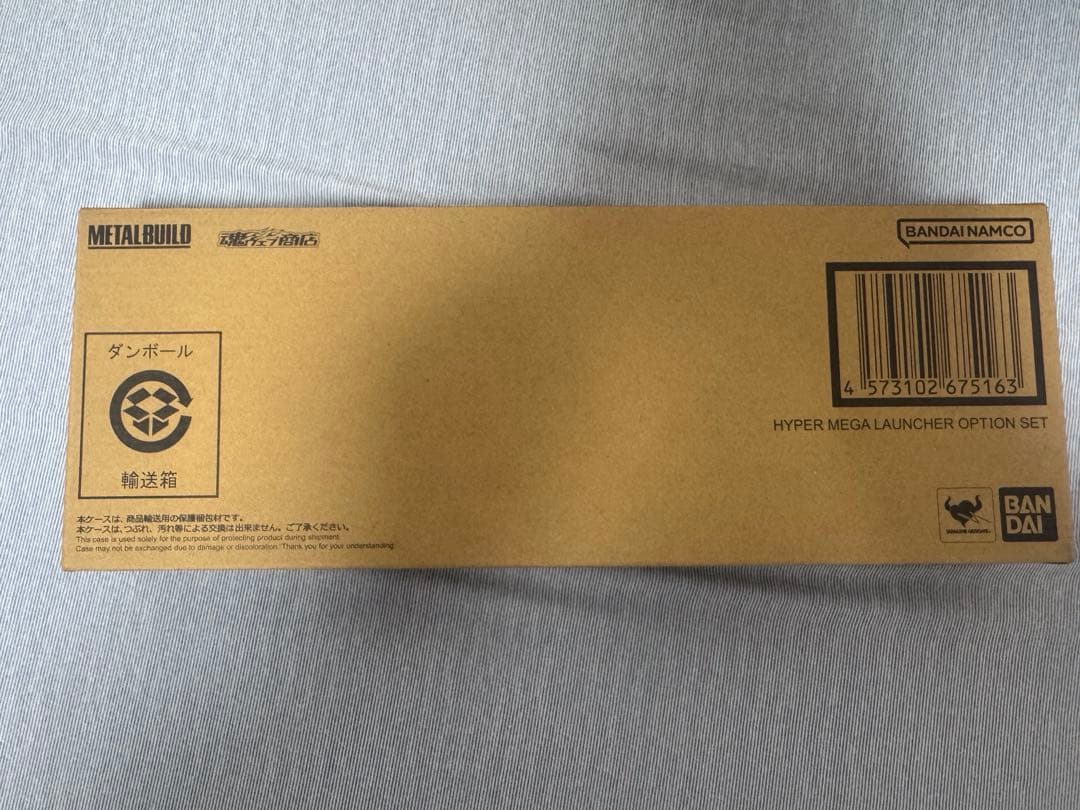 METALBUILD
魂ウェブ商店
BANDAI NAMCO
4 573102 675163
HYPER MEGA LAUNCHER OPTION SET
ダンボール
輸送箱
本ケースは、商品輸送用の保護梱包材です。
本ケースは、つぶれ、汚れ等による交換は出来ません。ご了承ください。
This case is used solely for the purpose of protecting product during shipment.
Case may not be exchanged due to damage or discoloration. Thank you for your understanding.
TAMASHII NATIONS
BAN
DAI